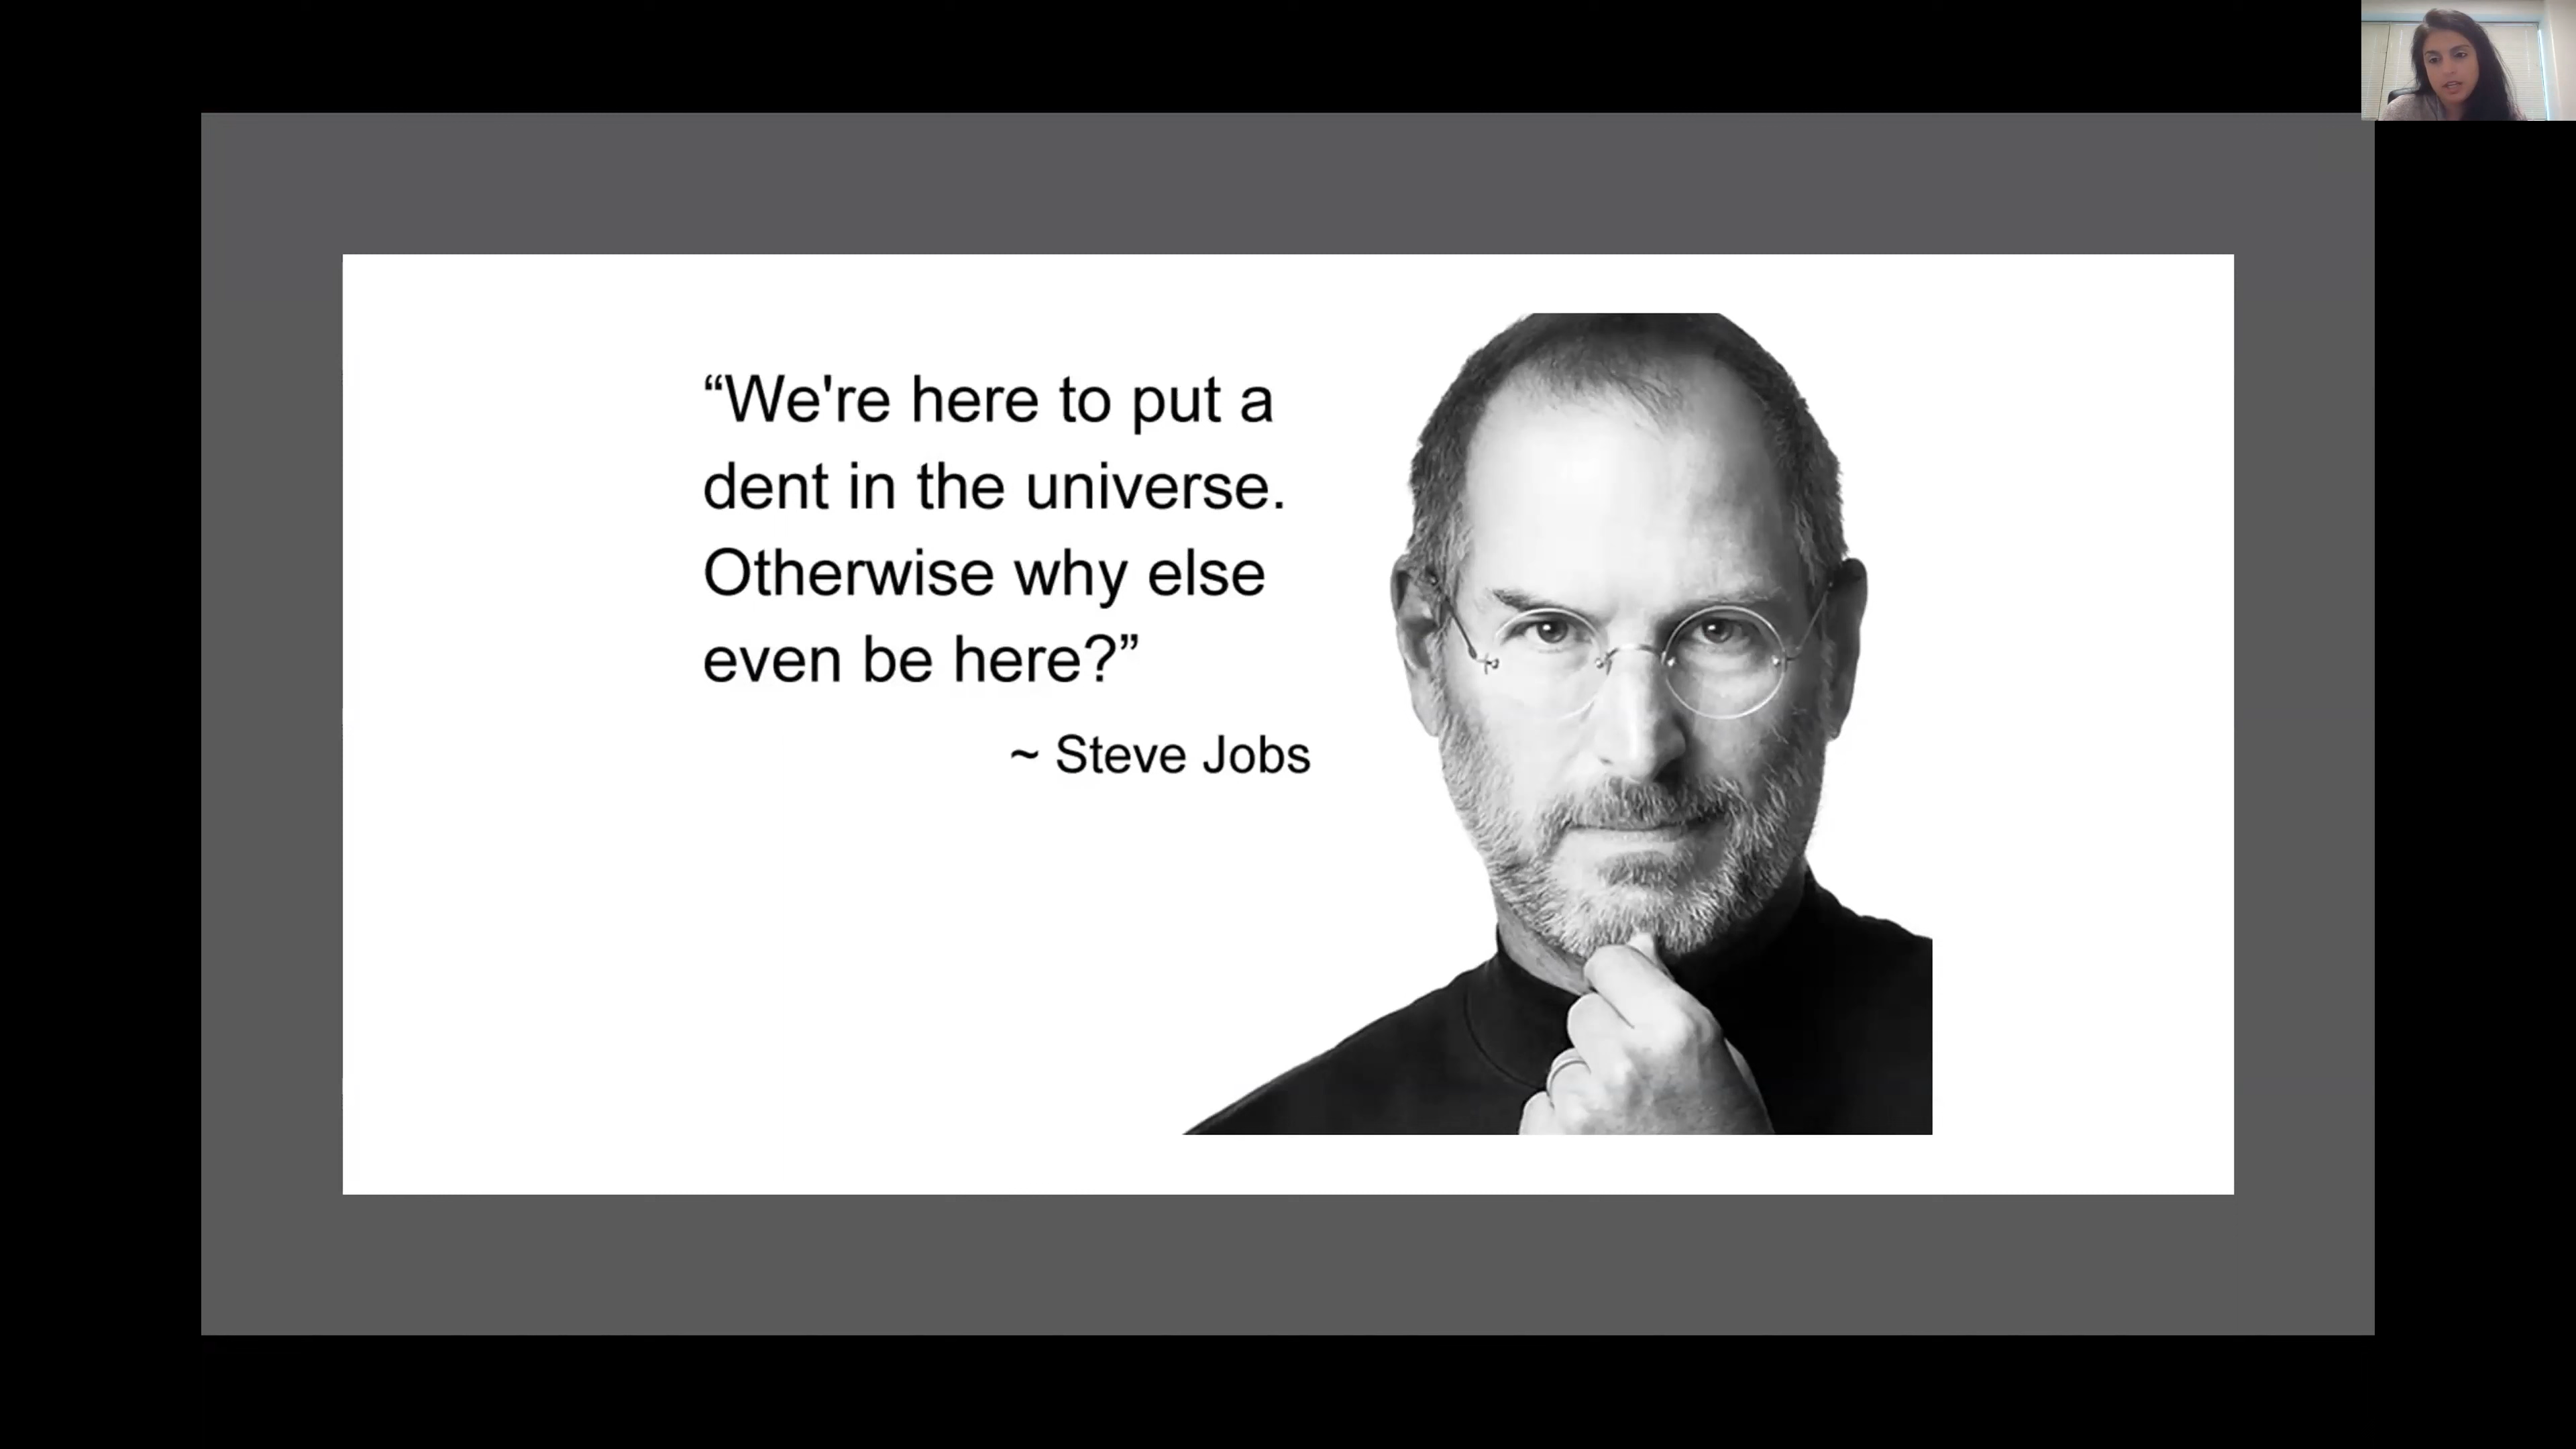 “We're here to put a
dent in the universe.
Otherwise why else
even be here?”
~ Steve Jobs